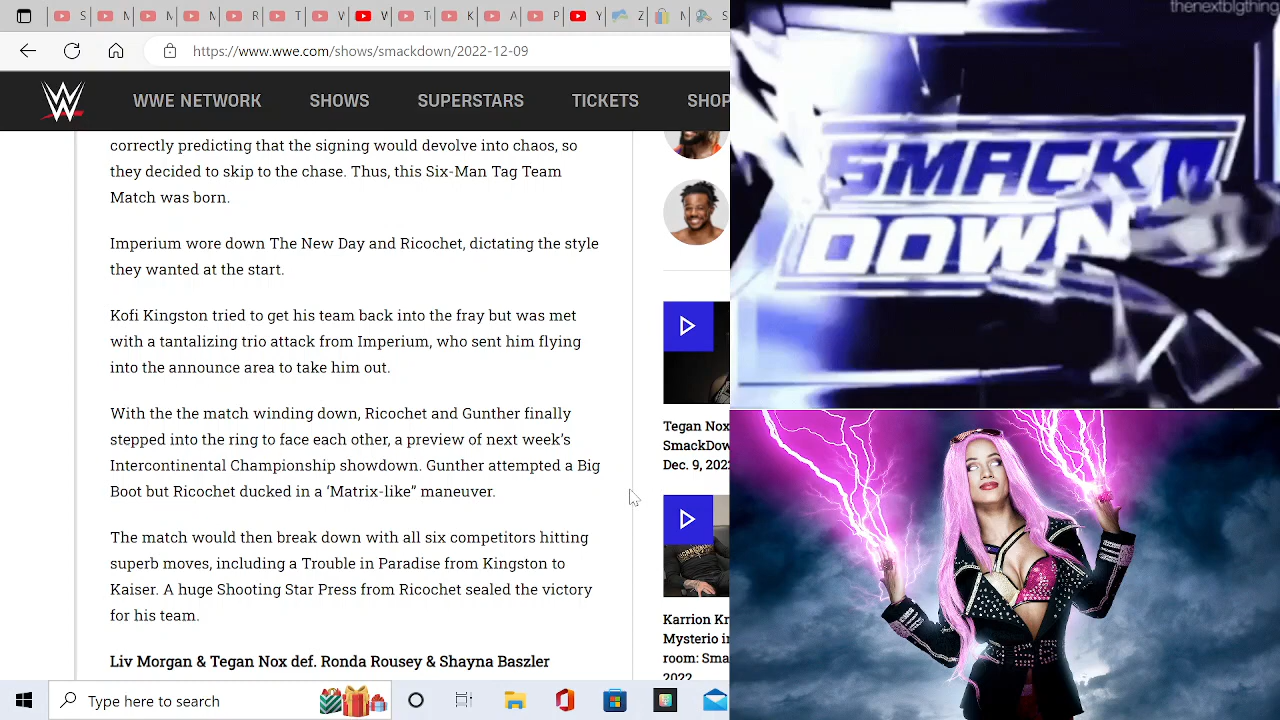 S
A
T
S
V
T
K
A
P
Y
Z
S
https://www.wwe.com/shows/smackdown/2022-12-09
WWE NETWORK SHOWS SUPERSTARS TICKETS SHOP
correctly predicting that the signing would devolve into chaos, so
they decided to skip to the chase. Thus, this Six-Man Tag Team
Match was born.
Imperium wore down The New Day and Ricochet, dictating the style
they wanted at the start.
Kofi Kingston tried to get his team back into the fray but was met
with a tantalizing trio attack from Imperium, who sent him flying
into the announce area to take him out.
With the the match winding down, Ricochet and Gunther finally
stepped into the ring to face each other, a preview of next week's
Intercontinental Championship showdown. Gunther attempted a Big
Boot but Ricochet ducked in a ‘Matrix-like” maneuver.
The match would then break down with all six competitors hitting
superb moves, including a Trouble in Paradise from Kingston to
Kaiser. A huge Shooting Star Press from Ricochet sealed the victory
for his team.
Liv Morgan & Tegan Nox def. Ronda Rousey & Shayna Baszler
Tegan Nox
SmackDow
Dec. 9, 202
Karrion Kr
Mysterio in
room: Sma
2022
Type here to search
thenextbIgthing
SMACK
DOWN